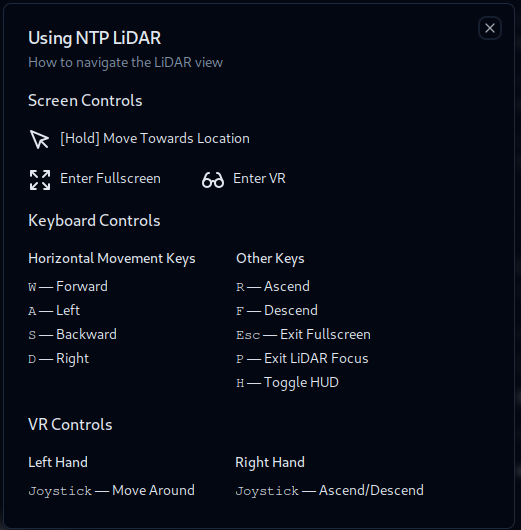 Using NTP LiDAR
How to navigate the LiDAR view
Screen Controls
[Hold] Move Towards Location
Enter Fullscreen
Enter VR
Keyboard Controls
Horizontal Movement Keys
W — Forward
A — Left
S — Backward
D — Right
Other Keys
R — Ascend
F — Descend
Esc — Exit Fullscreen
P — Exit LiDAR Focus
H — Toggle HUD
VR Controls
Left Hand
Joystick — Move Around
Right Hand
Joystick — Ascend/Descend